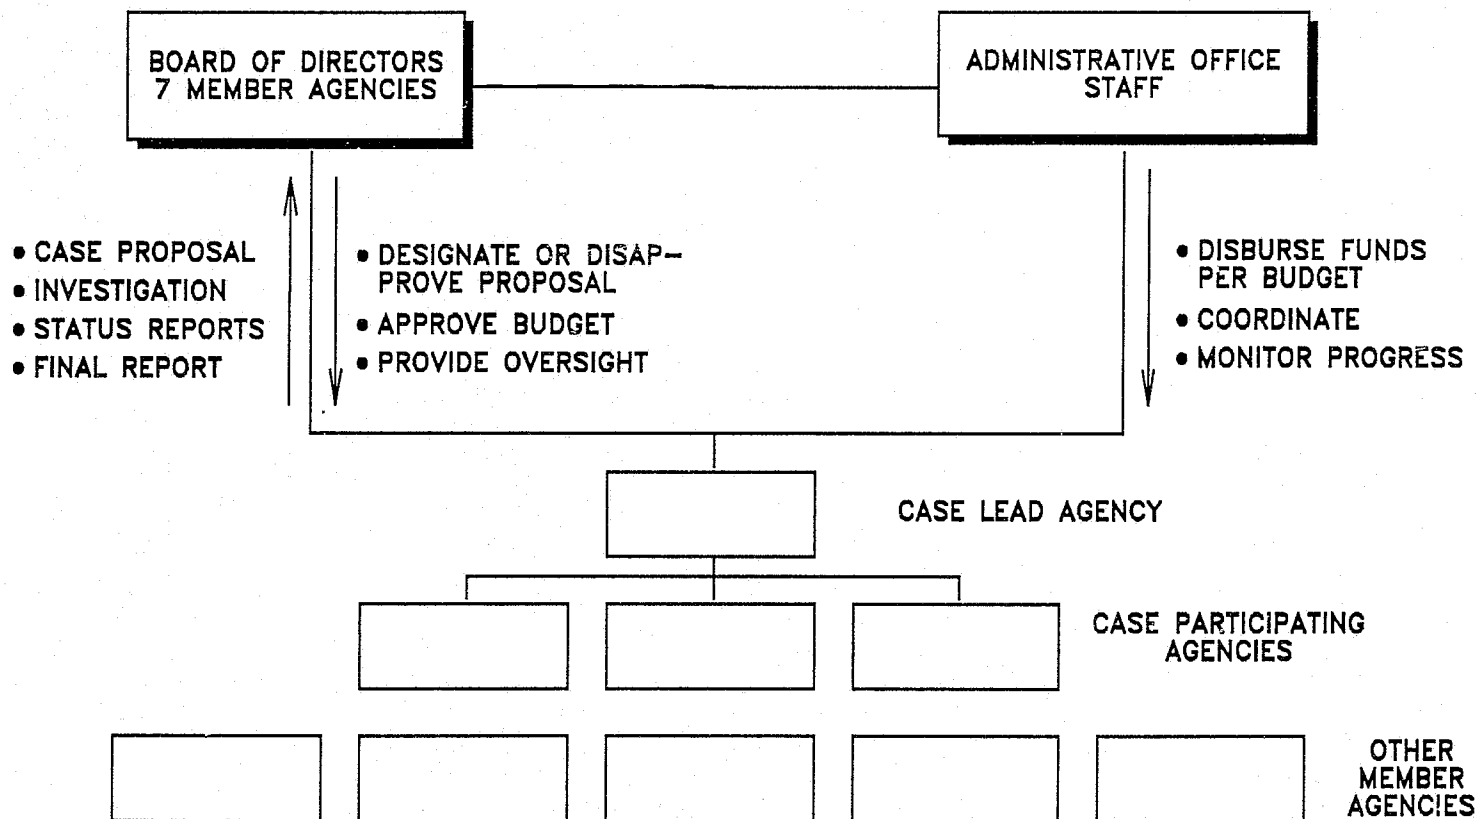 BOARD OF DIRECTORS
7 MEMBER AGENCIES
ADMINISTRATIVE OFFICE
STAFF
• CASE PROPOSAL
• INVESTIGATION
• STATUS REPORTS
• FINAL REPORT
• DESIGNATE OR DISAP-
PROVE PROPOSAL
• APPROVE BUDGET
• PROVIDE OVERSIGHT
• DISBURSE FUNDS
PER BUDGET
• COORDINATE
• MONITOR PROGRESS
CASE LEAD AGENCY
CASE PARTICIPATING
AGENCIES
OTHER
MEMBER
AGENCIES